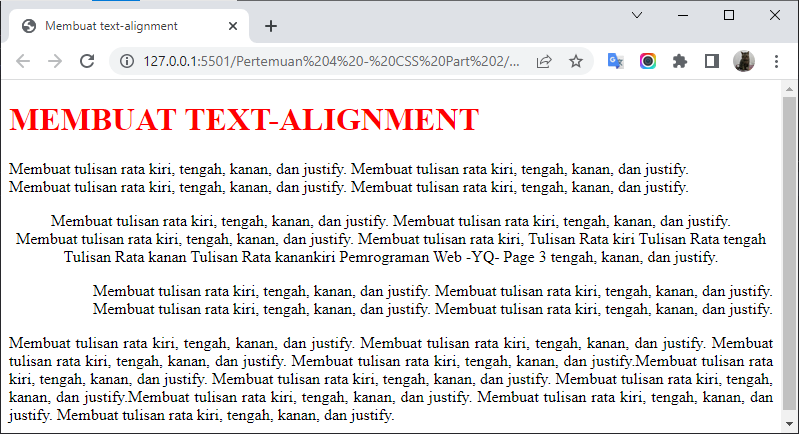 Membuat text-alignment
127.0.0.1:5501/Pertemuan%204%20-%20CSS%20Part%202/...
MEMBUAT TEXT-ALIGNMENT
Membuat tulisan rata kiri, tengah, kanan, dan justify. Membuat tulisan rata kiri, tengah, kanan, dan justify.
Membuat tulisan rata kiri, tengah, kanan, dan justify. Membuat tulisan rata kiri, tengah, kanan, dan justify.
Membuat tulisan rata kiri, tengah, kanan, dan justify. Membuat tulisan rata kiri, tengah, kanan, dan justify.
Membuat tulisan rata kiri, tengah, kanan, dan justify. Membuat tulisan rata kiri, Tulisan Rata kiri Tulisan Rata tengah
Tulisan Rata kanan Tulisan Rata kanankiri Pemrograman Web -YQ- Page 3 tengah, kanan, dan justify.
Membuat tulisan rata kiri, tengah, kanan, dan justify. Membuat tulisan rata kiri, tengah, kanan, dan justify.
Membuat tulisan rata kiri, tengah, kanan, dan justify. Membuat tulisan rata kiri, tengah, kanan, dan justify.
Membuat tulisan rata kiri, tengah, kanan, dan justify. Membuat tulisan rata kiri, tengah, kanan, dan justify. Membuat
tulisan rata kiri, tengah, kanan, dan justify. Membuat tulisan rata kiri, tengah, kanan, dan justify.Membuat tulisan rata
kiri, tengah, kanan, dan justify. Membuat tulisan rata kiri, tengah, kanan, dan justify. Membuat tulisan rata kiri, tengah,
kanan, dan justify.Membuat tulisan rata kiri, tengah, kanan, dan justify. Membuat tulisan rata kiri, tengah, kanan, dan
justify. Membuat tulisan rata kiri, tengah, kanan, dan justify.